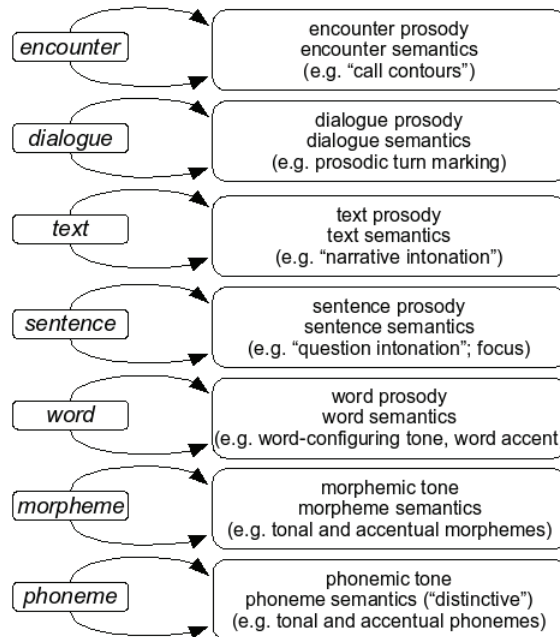 encounter
encounter prosody
encounter semantics
(e.g. “call contours”)
dialogue
dialogue prosody
dialogue semantics
(e.g. prosodic turn marking)
text
text prosody
text semantics
(e.g. “narrative intonation”)
sentence
sentence prosody
sentence semantics
(e.g. “question intonation”; focus)
word
word prosody
word semantics
(e.g. word-configuring tone, word accent
morpheme
morphemic tone
morpheme semantics
(e.g. tonal and accentual morphemes)
phoneme
phonemic tone
phoneme semantics (“distinctive”)
(e.g. tonal and accentual phonemes)